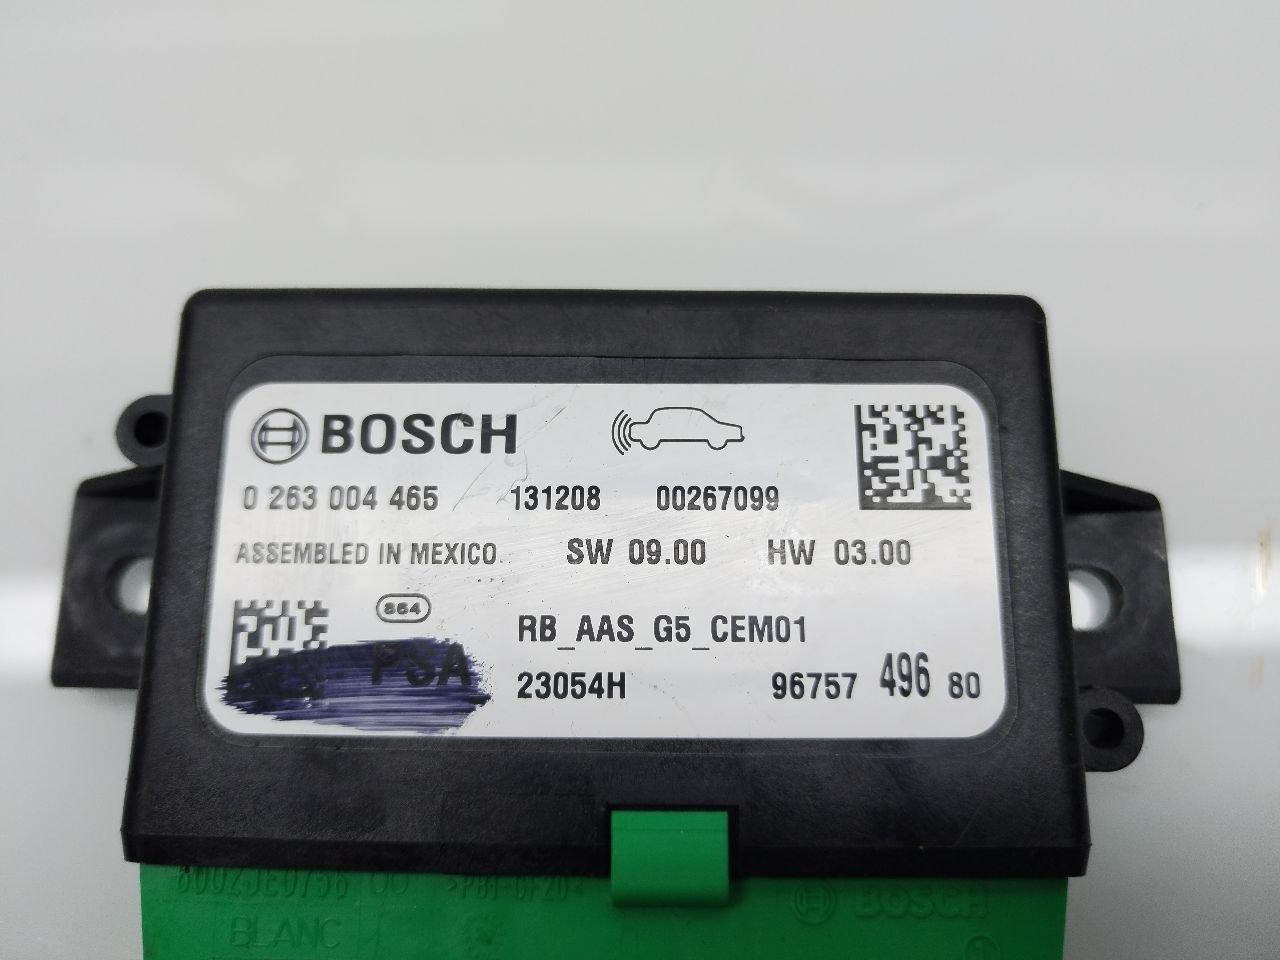 BOSCH
0 263 004 465 131208 00267099
ASSEMBLED IN MEXICO SW 09.00 HW 03.00
864 RB_AAS_G5_CEM01
PSA 23054H 96757 496 80
BOSCH
BLANC